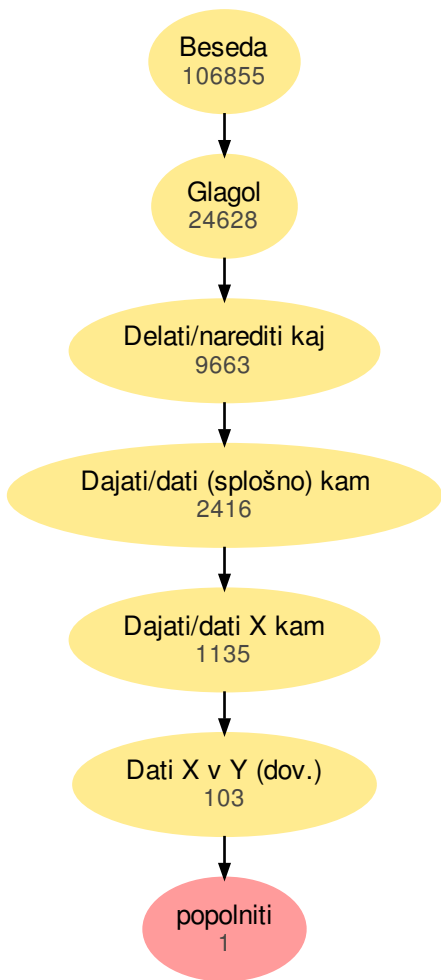 Beseda
106855
Glagol
24628
Delati/narediti kaj
9663
Dajati/dati (splošno) kam
2416
Dajati/dati X kam
1135
Dati X v Y (dov.)
103
popolniti
1